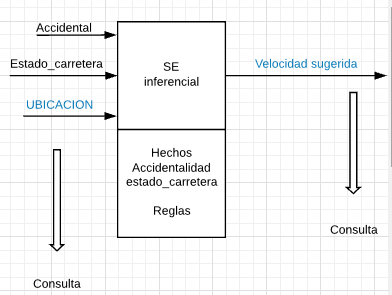 Accidental
Estado_carretera
UBICACION
SE
inferencial
Velocidad sugerida
Hechos
Accidentalidad
estado_carretera
Reglas
Consulta
Consulta